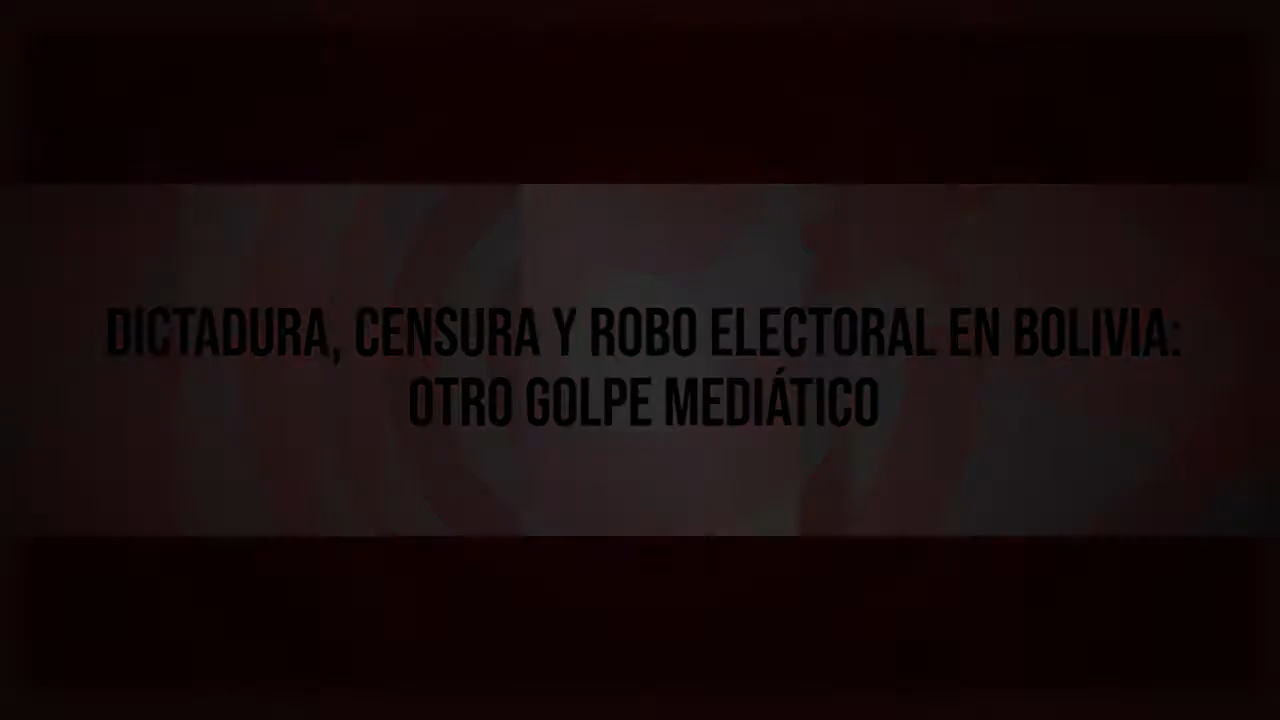 DICTADURA, CENSURA Y ROBO ELECTORAL EN BOLIVIA:
OTRO GOLPE MEDIÁTICO